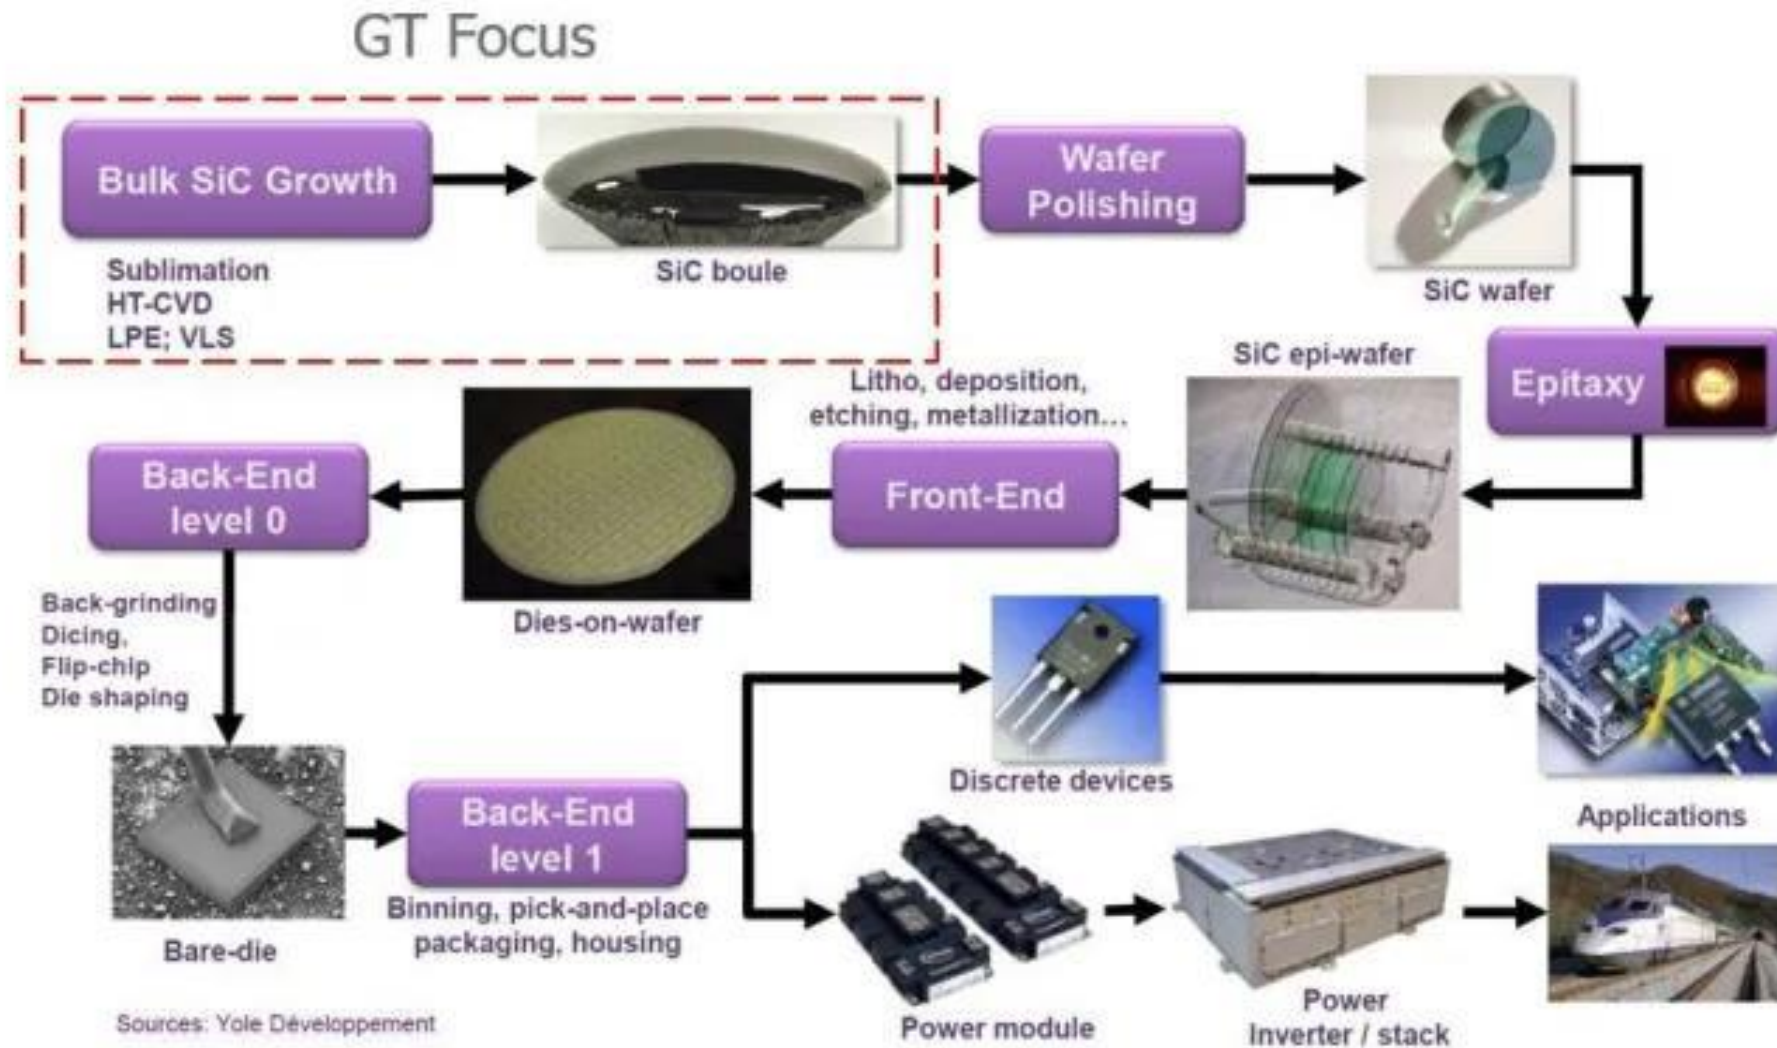 GT Focus
Bulk SiC Growth
Sublimation
HT-CVD
LPE; VLS
SiC boule
Wafer
Polishing
SiC wafer
Epitaxy
SiC epi-wafer
Litho, deposition,
etching, metallization...
Front-End
Dies-on-wafer
Back-End
level 0
Back-grinding
Dicing,
Flip-chip
Die shaping
Bare-die
Back-End
level 1
Binning, pick-and-place
packaging, housing
Discrete devices
Applications
Power module
Power
Inverter / stack
Sources: Yole Développement